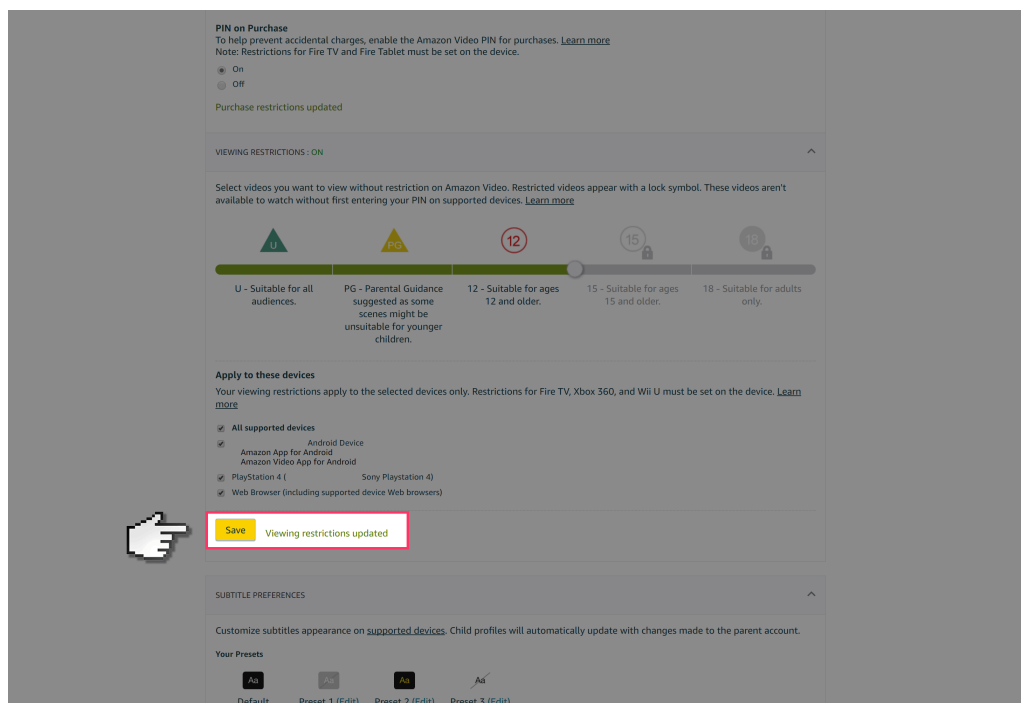 PIN on Purchase
To help prevent accidental charges, enable the Amazon Video PIN for purchases. Learn more
Note: Restrictions for Fire TV and Fire Tablet must be set on the device.
On
Off
Purchase restrictions updated
VIEWING RESTRICTIONS : ON
Select videos you want to view without restriction on Amazon Video. Restricted videos appear with a lock symbol. These videos aren't
available to watch without first entering your PIN on supported devices. Learn more
U PG 12 15 18
U - Suitable for all
audiences.
PG - Parental Guidance
suggested as some
scenes might be
unsuitable for younger
children.
12 - Suitable for ages
12 and older.
15 - Suitable for ages
15 and older.
18 - Suitable for adults
only.
Apply to these devices
Your viewing restrictions apply to the selected devices only. Restrictions for Fire TV, Xbox 360, and Wii U must be set on the device. Learn
more
All supported devices
Android Device
Amazon App for Android
Amazon Video App for Android
PlayStation 4 ( Sony Playstation 4)
Web Browser (including supported device Web browsers)
Save Viewing restrictions updated
SUBTITLE PREFERENCES
Customize subtitles appearance on supported devices. Child profiles will automatically update with changes made to the parent account.
Your Presets
Aa Aa Aa Aa
Default Preset 1 (Edit) Preset 2 (Edit) Preset 3 (Edit)